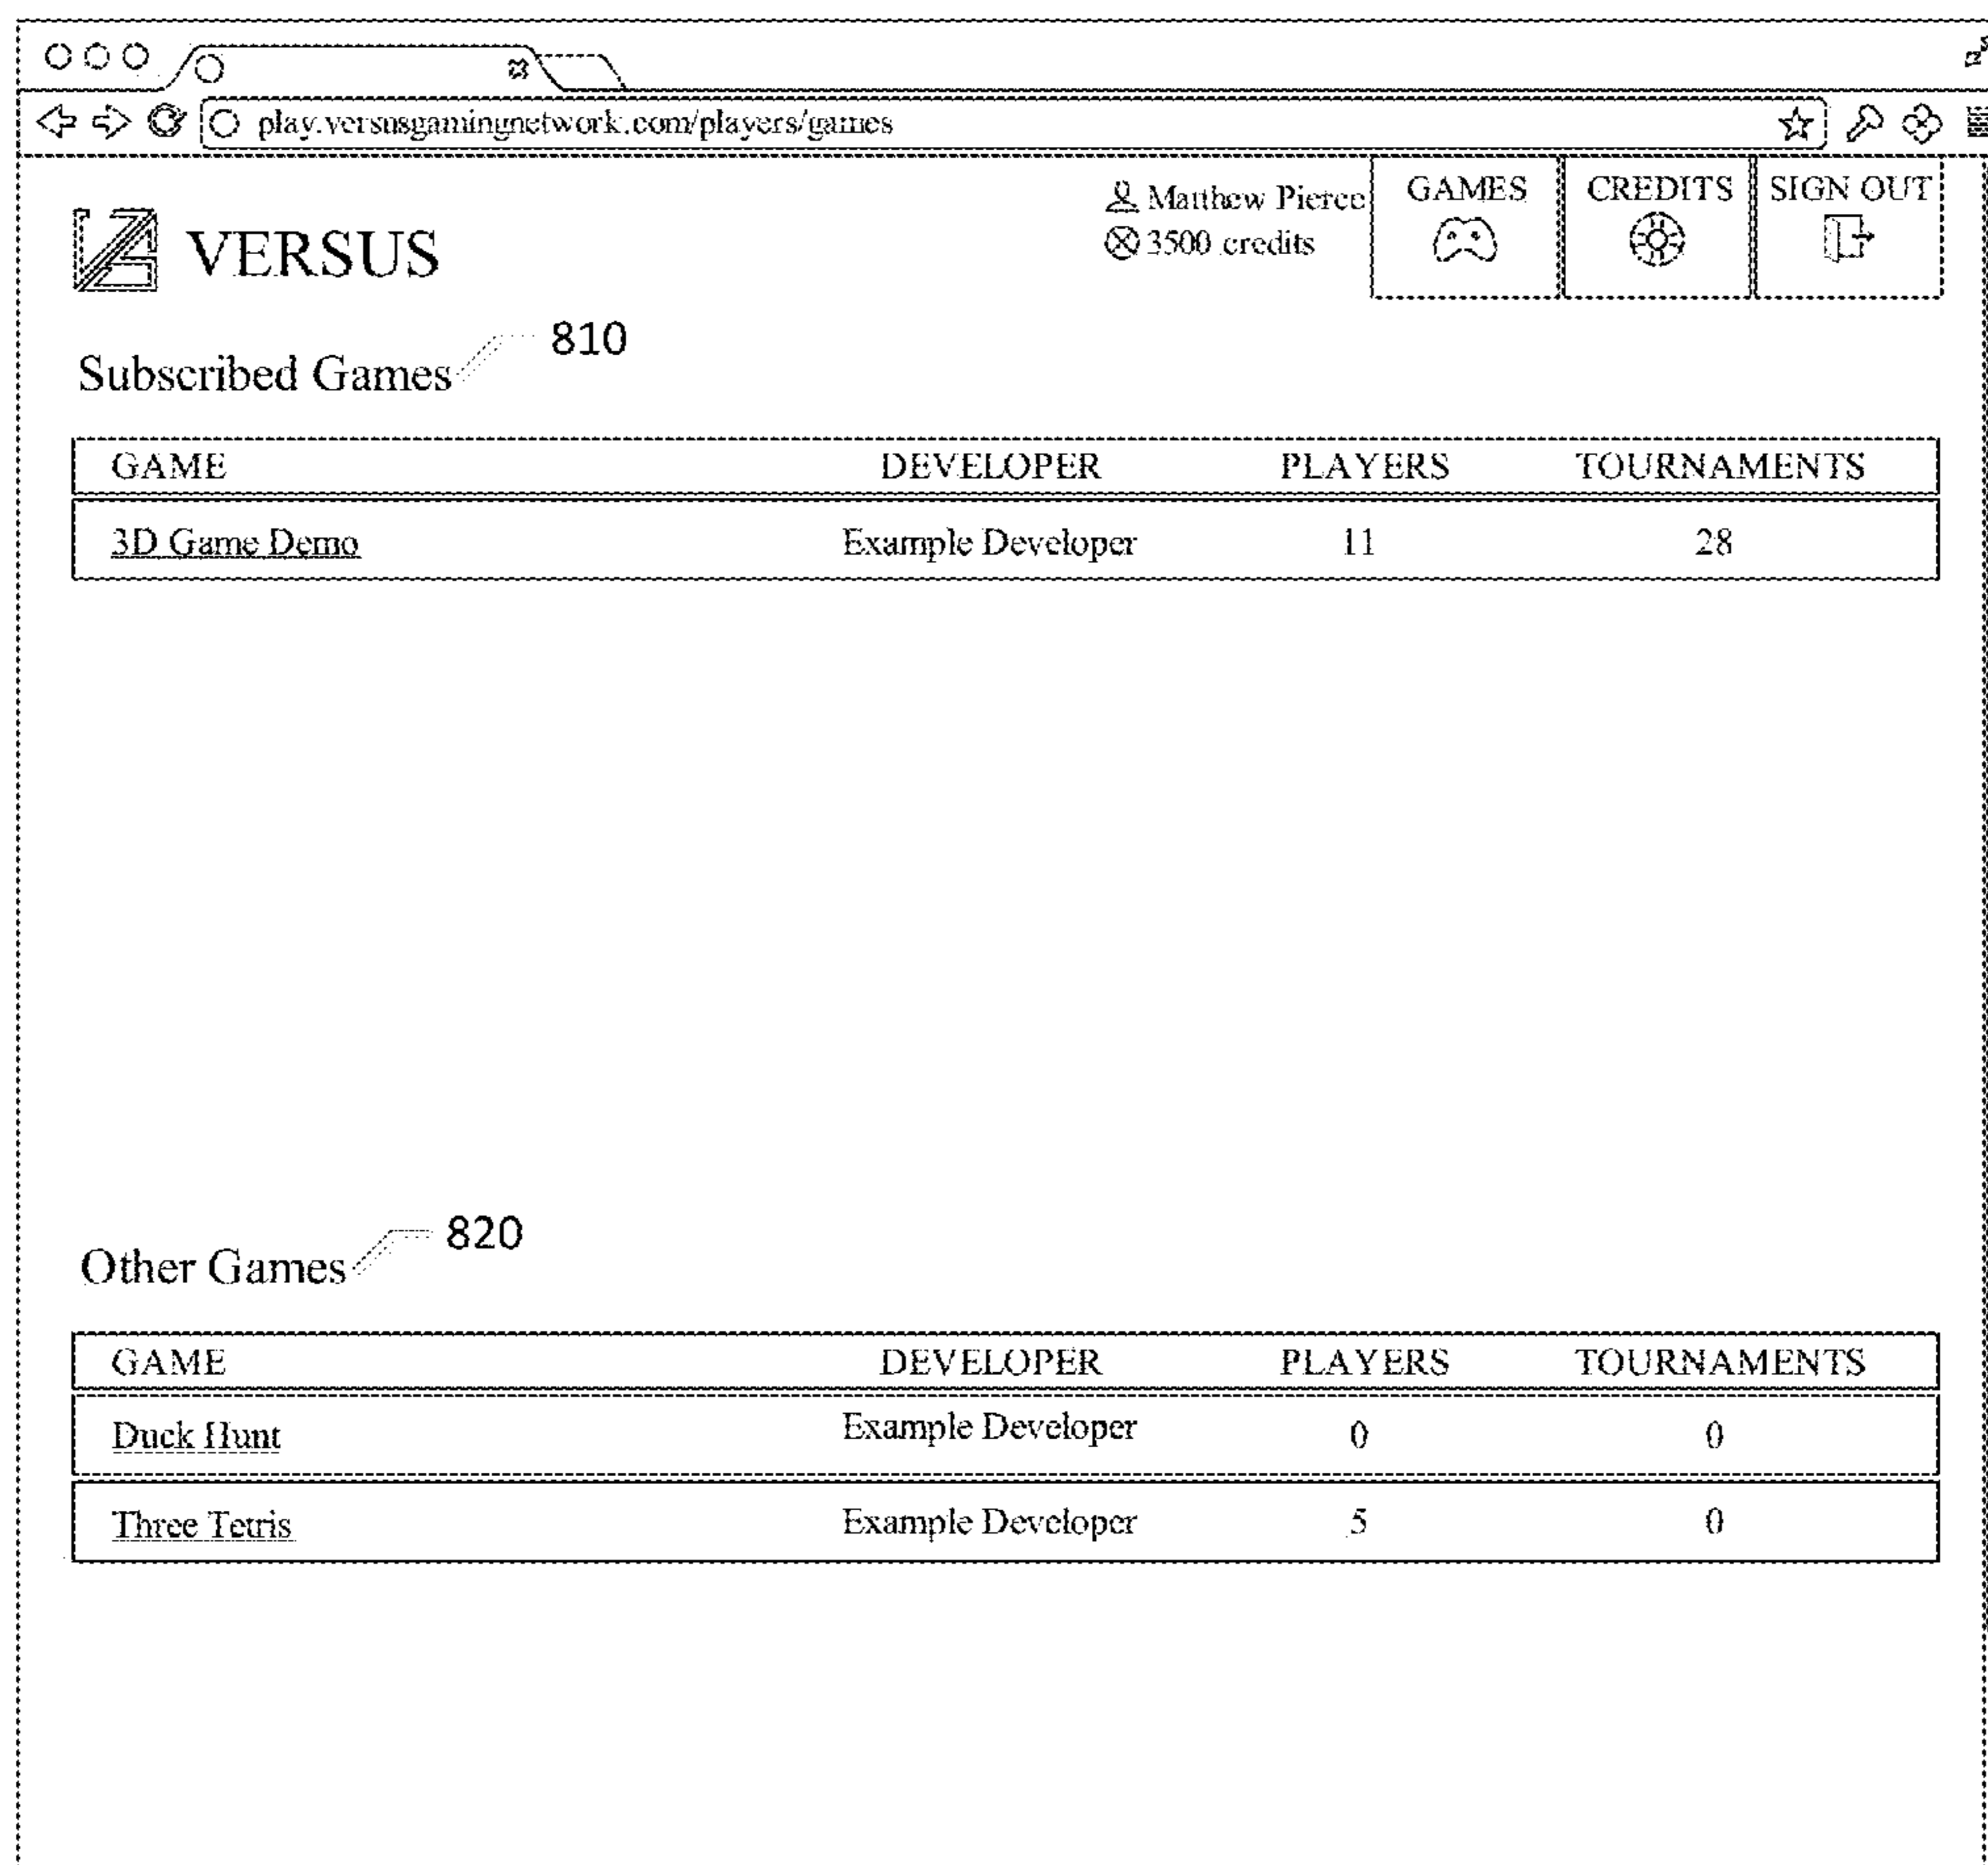 play.versusgamingnetwork.com/players/games
VERSUS
Matthew Pierce
3500 credits
GAMES
CREDITS
SIGN OUT
Subscribed Games
810
GAME DEVELOPER PLAYERS TOURNAMENTS
3D Game Demo Example Developer 11 28
Other Games
820
GAME DEVELOPER PLAYERS TOURNAMENTS
Duck Hunt Example Developer 0 0
Three Tetris Example Developer 5 0